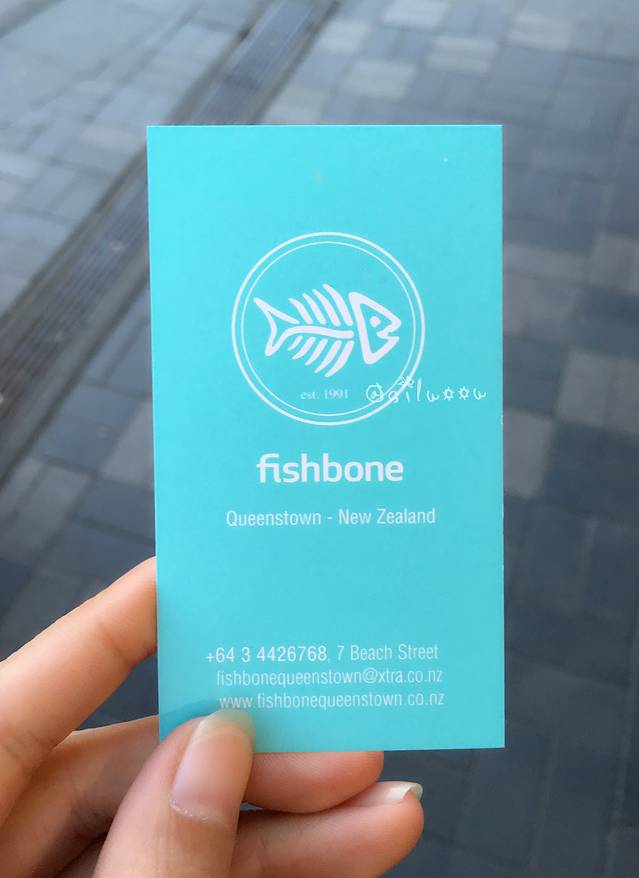 est. 1991
@ailwoow
fishbone
Queenstown - New Zealand
+64 3 4426768, 7 Beach Street
fishbonequeenstown@xtra.co.nz
www.fishbonequeenstown.co.nz